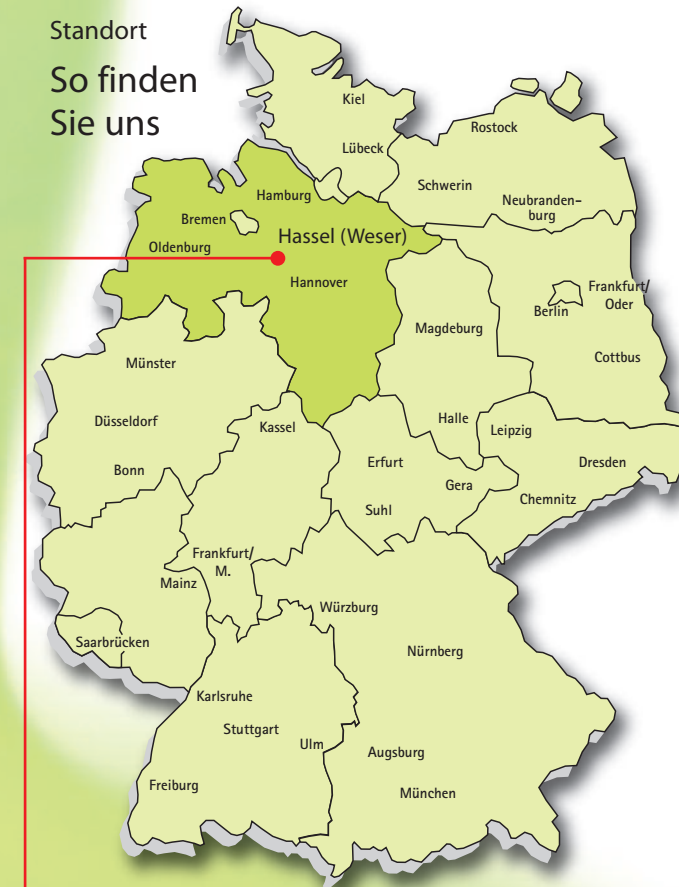 Standort
So finden
Sie uns
Kiel
Lübeck
Rostock
Schwerin
Neubranden-
burg
Hamburg
Bremen
Oldenburg
Hassel (Weser)
Hannover
Magdeburg
Berlin
Frankfurt/
Oder
Cottbus
Münster
Düsseldorf
Bonn
Kassel
Halle
Leipzig
Erfurt
Gera
Suhl
Dresden
Chemnitz
Frankfurt/
M.
Mainz
Saarbrücken
Würzburg
Nürnberg
Karlsruhe
Stuttgart
Ulm
Freiburg
Augsburg
München